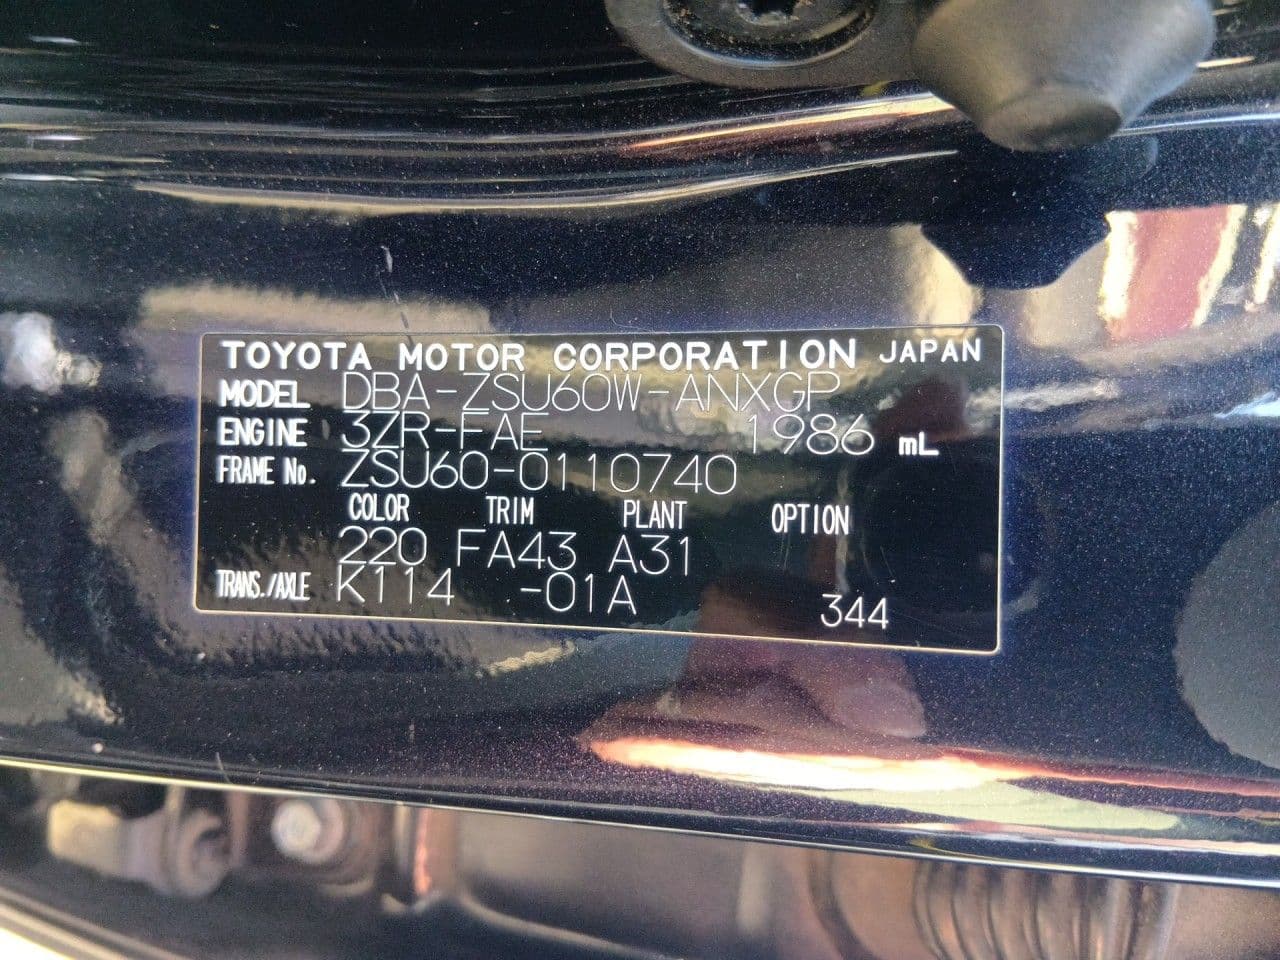 TOYOTA MOTOR CORPORATION JAPAN
MODEL DBA-ZSU60W-ANXGP
ENGINE 3ZR-FAE 1986 mL
FRAME No. ZSU60-0110740
COLOR TRIM PLANT OPTION
220 FA43 A31
TRANS./AXLE K114 -01A 344